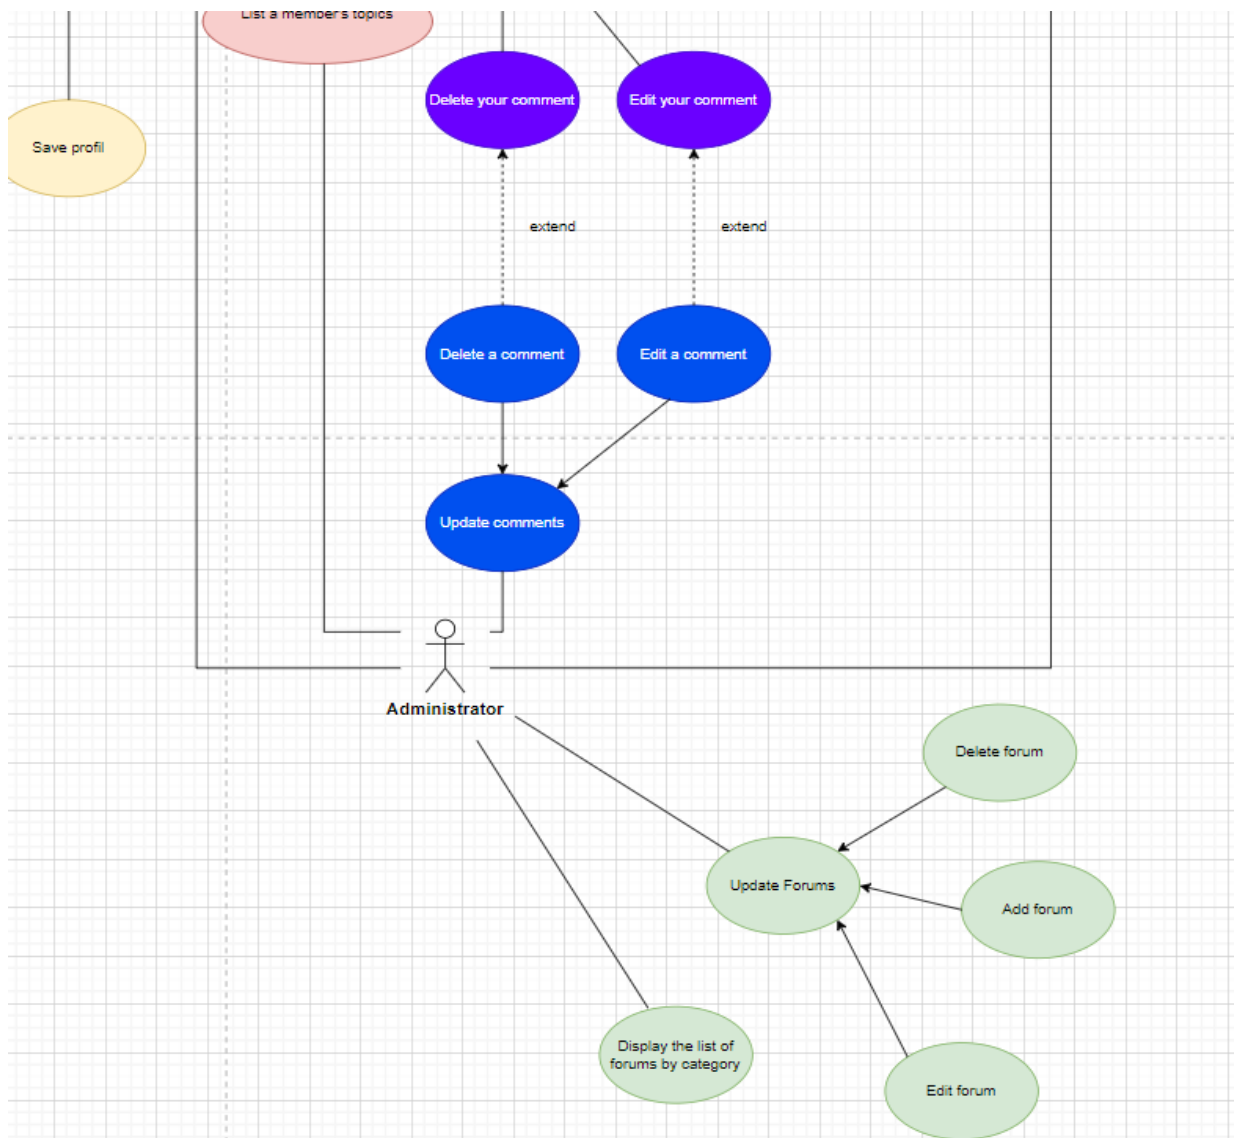 List a member's topics
Delete your comment
Edit your comment
Save profil
extend
extend
Delete a comment
Edit a comment
Update comments
Administrator
Delete forum
Update Forums
Add forum
Display the list of
forums by category
Edit forum